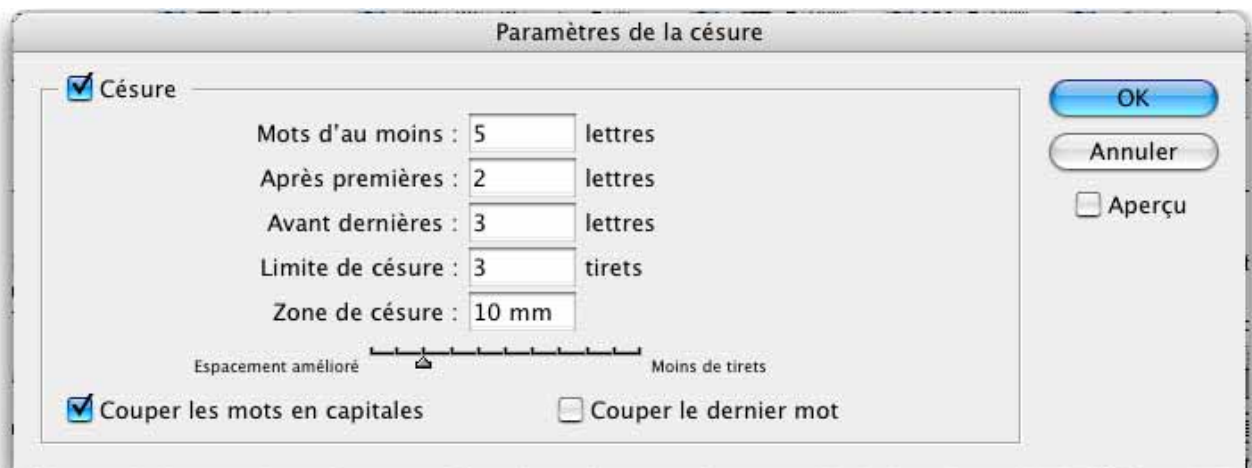 Paramètres de la césure
Césure
Mots d'au moins : 5 lettres
Après premières : 2 lettres
Avant dernières : 3 lettres
Limite de césure : 3 tirets
Zone de césure : 10 mm
Espacement amélioré Moins de tirets
Couper les mots en capitales Couper le dernier mot
OK
Annuler
Aperçu